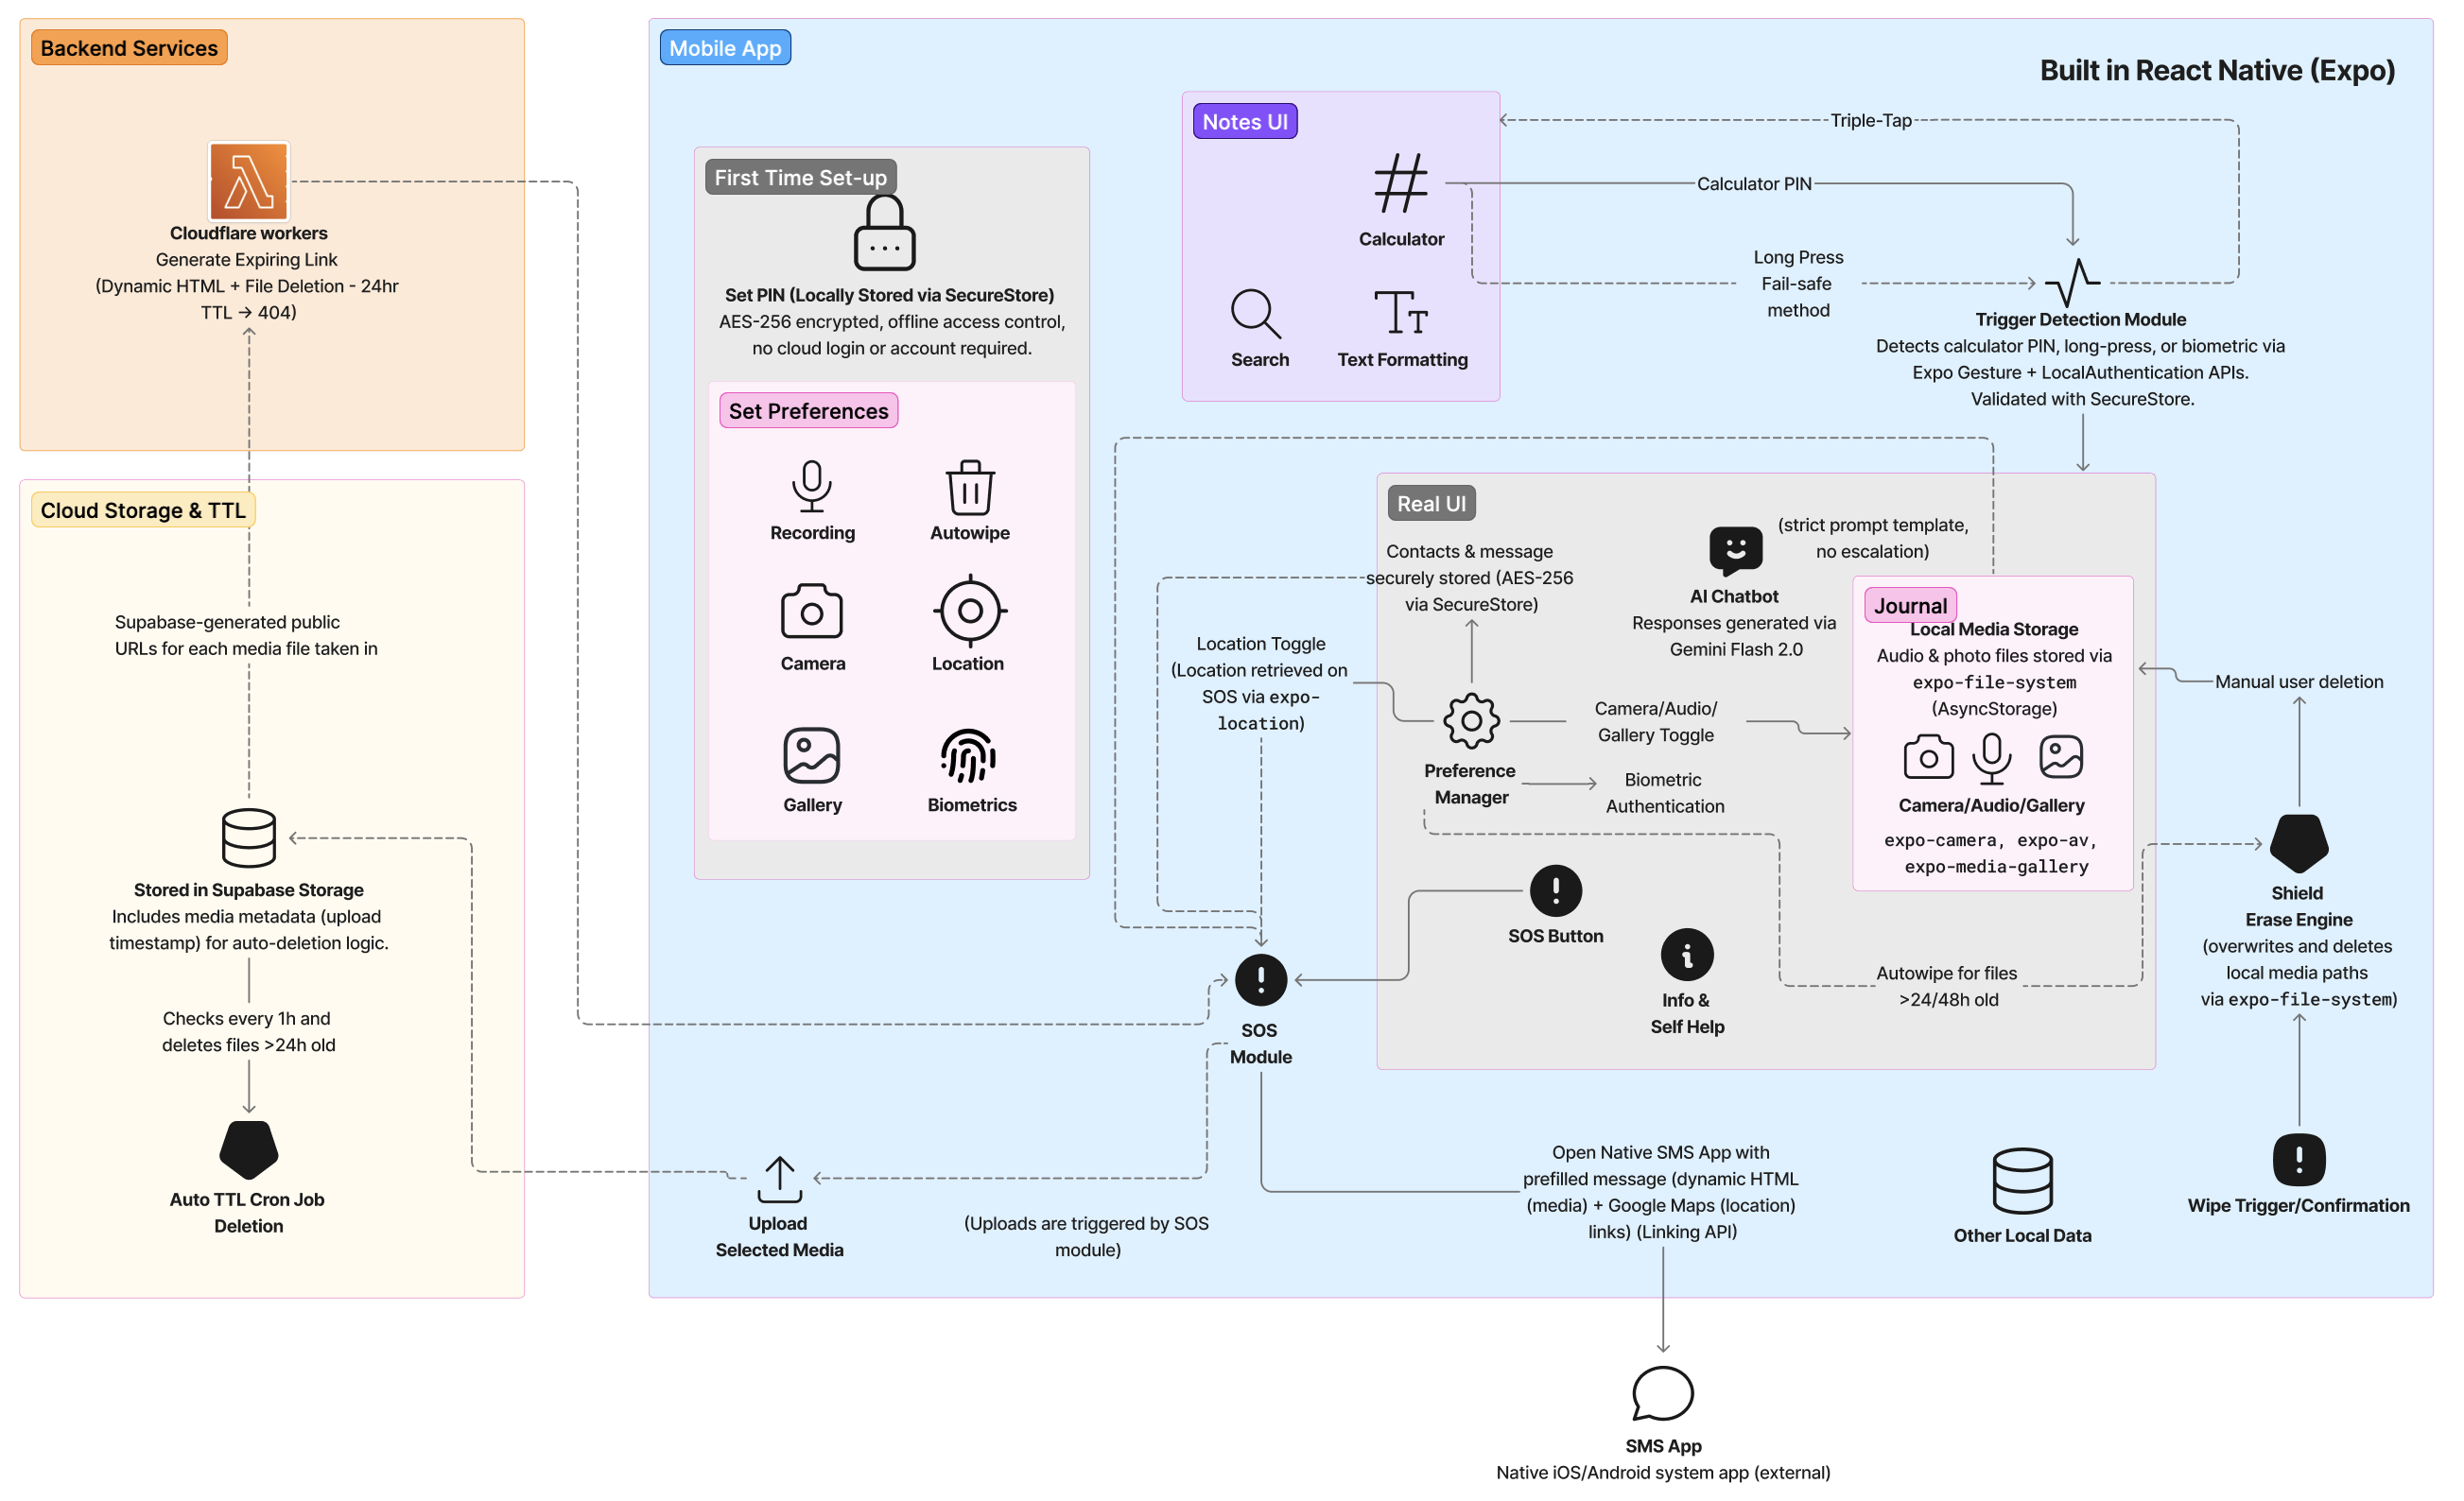 Backend Services
Cloudflare workers
Generate Expiring Link
(Dynamic HTML + File Deletion - 24hr
TTL → 404)
Cloud Storage & TTL
Supabase-generated public
URLs for each media file taken in
Stored in Supabase Storage
Includes media metadata (upload
timestamp) for auto-deletion logic.
Checks every 1h and
deletes files >24h old
Auto TTL Cron Job
Deletion
Mobile App
Built in React Native (Expo)
First Time Set-up
Set PIN (Locally Stored via SecureStore)
AES-256 encrypted, offline access control,
no cloud login or account required.
Set Preferences
Recording
Autowipe
Camera
Location
Gallery
Biometrics
Notes UI
Calculator
Search
Text Formatting
Triple-Tap
Calculator PIN
Long Press
Fail-safe
method
Trigger Detection Module
Detects calculator PIN, long-press, or biometric via
Expo Gesture + LocalAuthentication APIs.
Validated with SecureStore.
Real UI
Contacts & message
securely stored (AES-256
via SecureStore)
(strict prompt template,
no escalation)
AI Chatbot
Responses generated via
Gemini Flash 2.0
Location Toggle
(Location retrieved on
SOS via expo-
location)
Preference
Manager
Camera/Audio/
Gallery Toggle
Biometric
Authentication
Journal
Local Media Storage
Audio & photo files stored via
expo-file-system
(AsyncStorage)
Camera/Audio/Gallery
expo-camera, expo-av,
expo-media-gallery
Manual user deletion
Shield
Erase Engine
(overwrites and deletes
local media paths
via expo-file-system)
SOS Button
Info &
Self Help
Autowipe for files
>24/48h old
SOS
Module
Upload
Selected Media
(Uploads are triggered by SOS
module)
Open Native SMS App with
prefilled message (dynamic HTML
(media) + Google Maps (location)
links) (Linking API)
Other Local Data
Wipe Trigger/Confirmation
SMS App
Native iOS/Android system app (external)